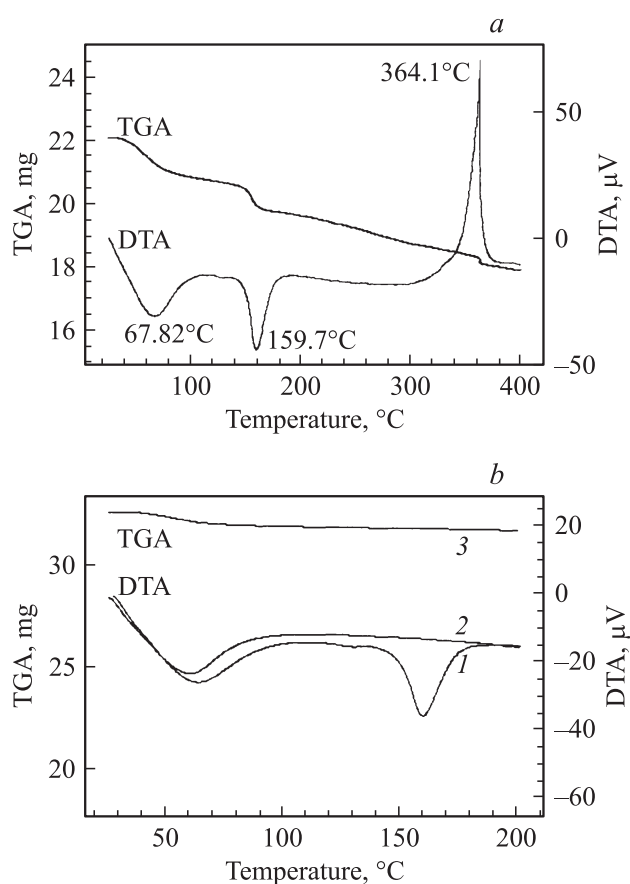 a
364.1°C
24
50
TGA
22
TGA, mg
20
DTA, μV
DTA
0
18
67.82°C
159.7°C
16
–50
100
200
300
400
Temperature, °C
b
20
TGA
3
30
DTA
0
TGA, mg
2
DTA, μV
25
1
–20
–40
20
–60
50
100
150
200
Temperature, °C